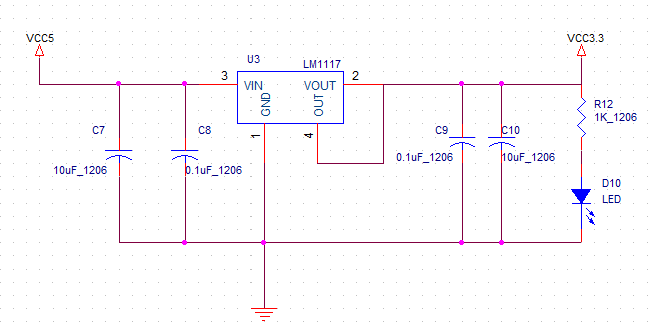 VCC5
VCC3.3
U3
LM1117
3
VIN
VOUT
2
GND
OUT
1
4
R12
1K_1206
C7
10uF_1206
C8
0.1uF_1206
C9
0.1uF_1206
C10
10uF_1206
D10
LED